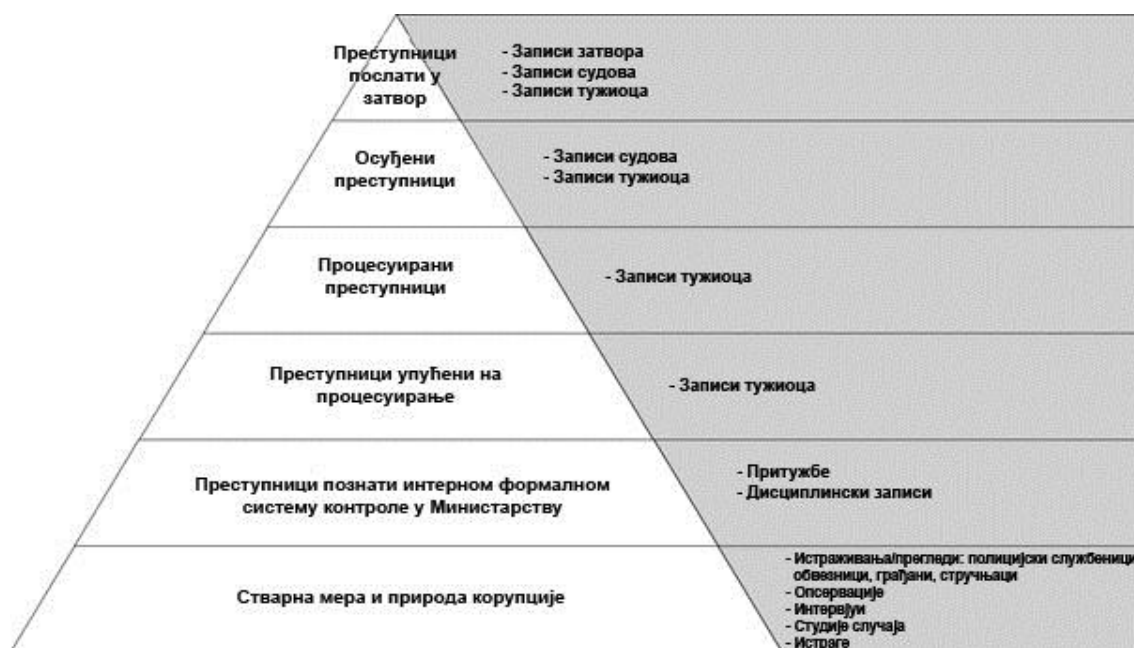 Преступници
послати у
затвор
- Записи затвора
- Записи судова
- Записи тужиоца
Осуђени
преступници
- Записи судова
- Записи тужиоца
Процесуирани
преступници
- Записи тужиоца
Преступници упућени на
процесуирање
- Записи тужиоца
Преступници познати интерном формалном
систему контроле у Министарству
- Притужбе
- Дисциплински записи
Стварна мера и природа корупције
- Истраживања/прегледи: полицијски службеници
обвезници, грађани, стручњаци
- Опсервације
- Интервјуи
- Студије случаја
- Истраге